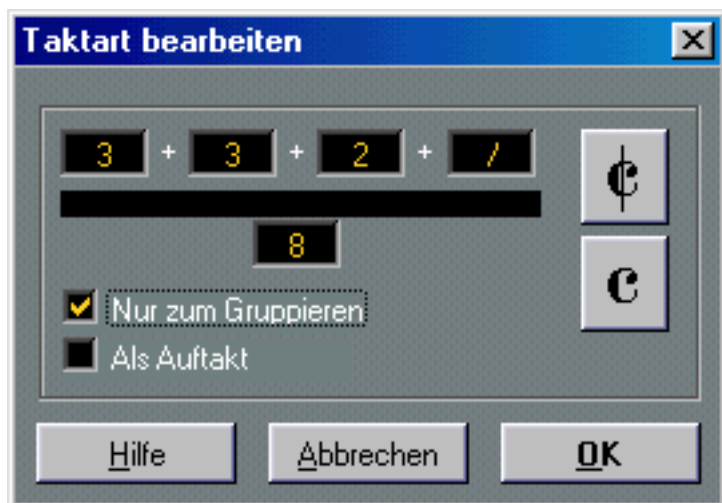 Taktart bearbeiten
3 + 3 + 2 + /
8
Nur zum Gruppieren
Als Auftakt
Hilfe Abbrechen OK